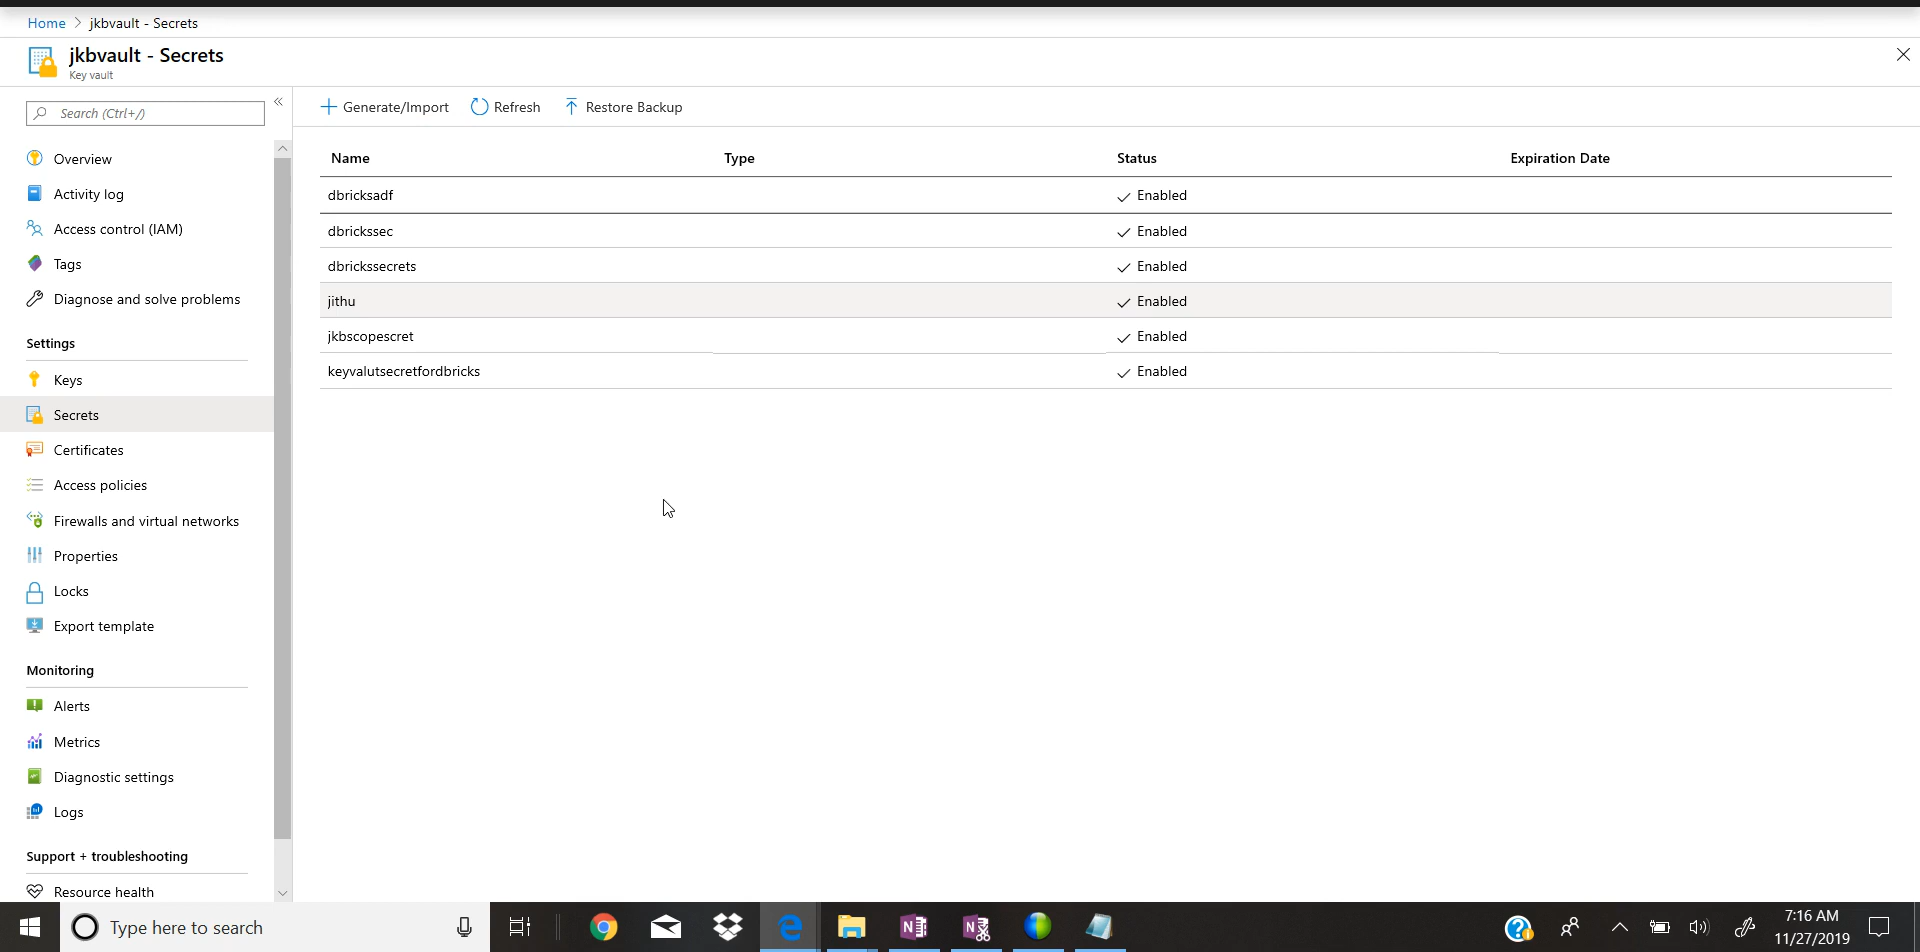 Home > jkbvault - Secrets
jkbvault - Secrets
Key vault
Search (Ctrl+/)
Overview
Activity log
Access control (IAM)
Tags
Diagnose and solve problems
Settings
Keys
Secrets
Certificates
Access policies
Firewalls and virtual networks
Properties
Locks
Export template
Monitoring
Alerts
Metrics
Diagnostic settings
Logs
Support + troubleshooting
Resource health
Generate/Import Refresh Restore Backup
Name Type Status Expiration Date
dbricksadf Enabled
dbrickssec Enabled
dbrickssecrets Enabled
jithu Enabled
jkbscopescret Enabled
keyvalutsecretfordbricks Enabled
Type here to search
7:16 AM
11/27/2019